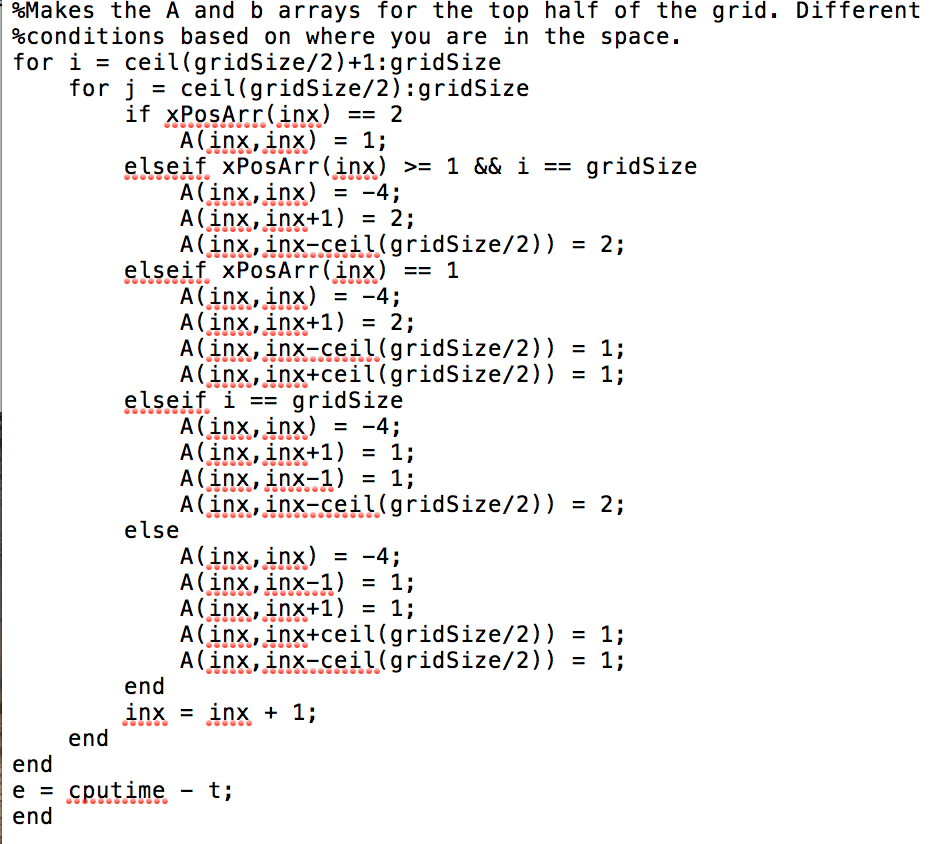 %Makes the A and b arrays for the top half of the grid. Different
%conditions based on where you are in the space.
for i = ceil(gridSize/2)+1:gridSize
    for j = ceil(gridSize/2):gridSize
        if xPosArr(inx) == 2
            A(inx,inx) = 1;
        elseif xPosArr(inx) >= 1 && i == gridSize
            A(inx,inx) = -4;
            A(inx,inx+1) = 2;
            A(inx,inx-ceil(gridSize/2)) = 2;
        elseif xPosArr(inx) == 1
            A(inx,inx) = -4;
            A(inx,inx+1) = 2;
            A(inx,inx-ceil(gridSize/2)) = 1;
            A(inx,inx+ceil(gridSize/2)) = 1;
        elseif i == gridSize
            A(inx,inx) = -4;
            A(inx,inx+1) = 1;
            A(inx,inx-1) = 1;
            A(inx,inx-ceil(gridSize/2)) = 2;
        else
            A(inx,inx) = -4;
            A(inx,inx-1) = 1;
            A(inx,inx+1) = 1;
            A(inx,inx+ceil(gridSize/2)) = 1;
            A(inx,inx-ceil(gridSize/2)) = 1;
        end
        inx = inx + 1;
    end
end
e = cputime - t;
end